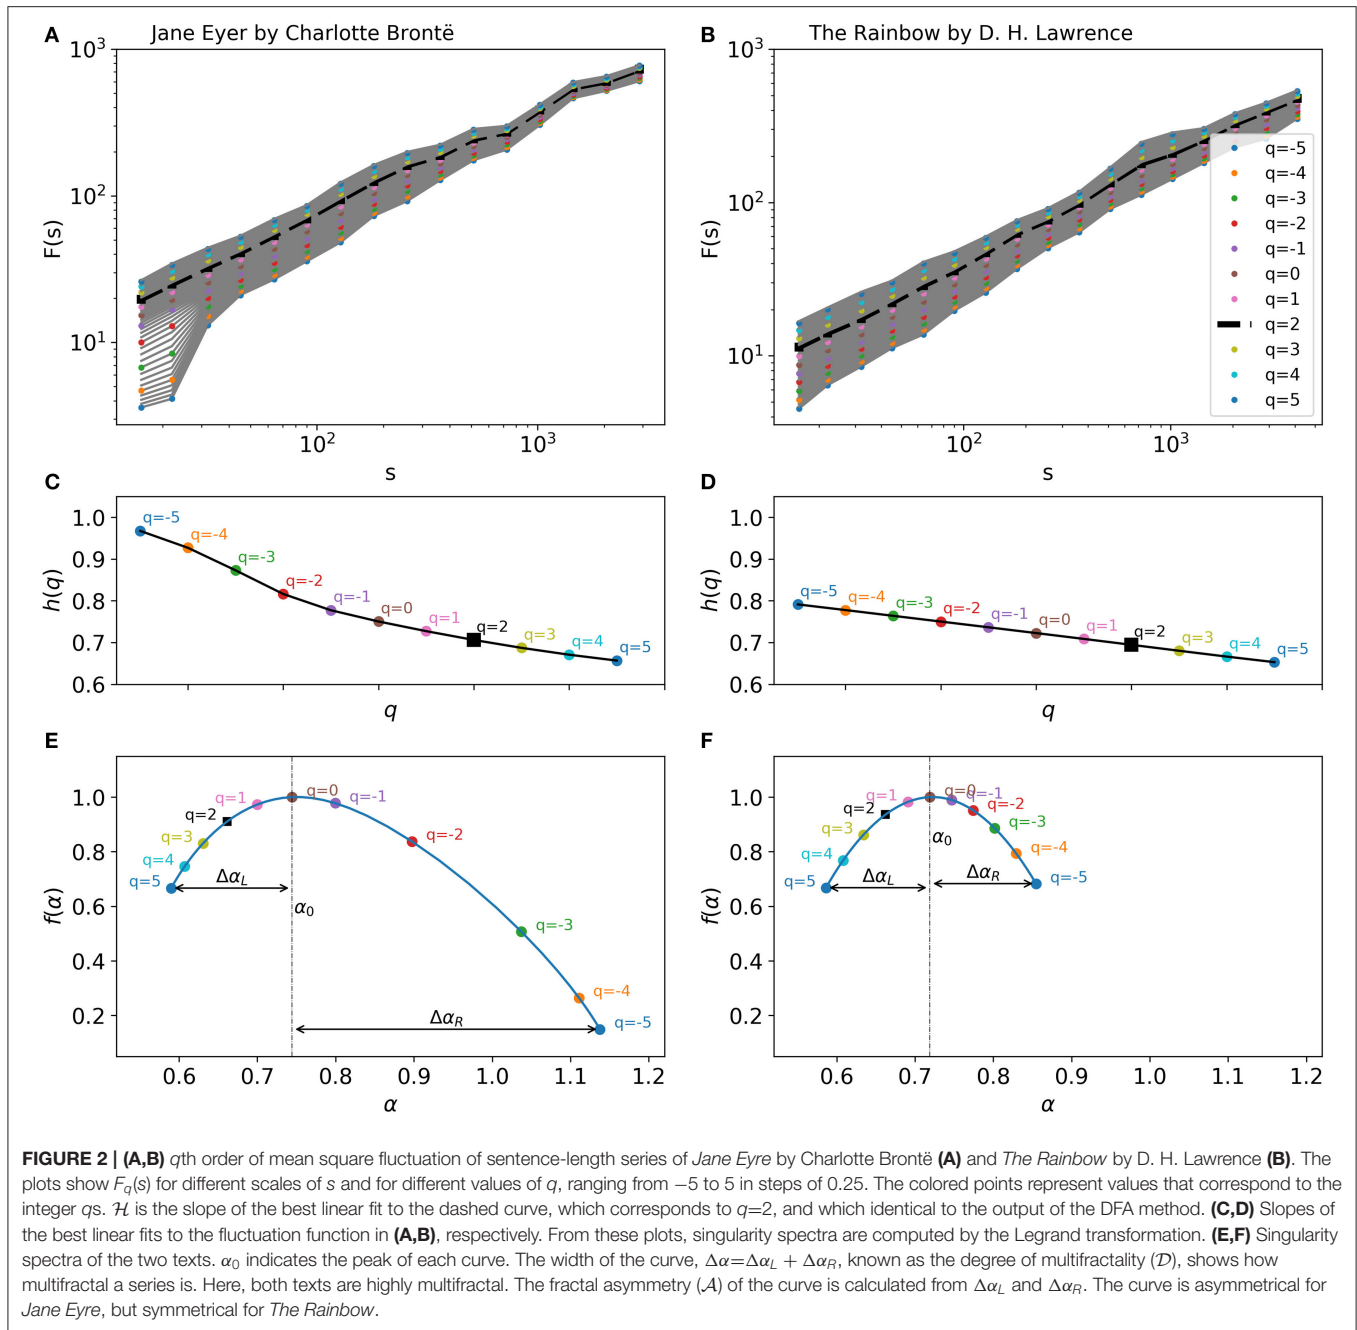 A Jane Eyer by Charlotte Brontë
10³
10²
10¹
F(s)
10² 10³
s
B The Rainbow by D. H. Lawrence
10³
10²
10¹
F(s)
10² 10³
s
q=-5
q=-4
q=-3
q=-2
q=-1
q=0
q=1
q=2
q=3
q=4
q=5
C
1.0
0.9
0.8
0.7
0.6
h(q)
q=-5
q=-4
q=-3
q=-2
q=-1
q=0
q=1
q=2
q=3
q=4
q=5
q
D
1.0
0.9
0.8
0.7
0.6
h(q)
q=-5
q=-4
q=-3
q=-2
q=-1
q=0
q=1
q=2
q=3
q=4
q=5
q
E
1.0
0.8
0.6
0.4
0.2
f(α)
q=0
q=1
q=-1
q=2
q=3
q=-2
q=4
q=5
Δα_L
α₀
q=-3
q=-4
Δα_R
q=-5
0.6 0.7 0.8 0.9 1.0 1.1 1.2
α
F
1.0
0.8
0.6
0.4
0.2
f(α)
q=0
q=1
q=-1
q=2
q=-2
q=3
q=-3
α₀
q=4
q=-4
q=5
Δα_L
Δα_R
q=-5
0.6 0.7 0.8 0.9 1.0 1.1 1.2
α
FIGURE 2 | (A,B) qth order of mean square fluctuation of sentence-length series of Jane Eyre by Charlotte Brontë (A) and The Rainbow by D. H. Lawrence (B). The
plots show F_q(s) for different scales of s and for different values of q, ranging from −5 to 5 in steps of 0.25. The colored points represent values that correspond to the
integer qs. ℋ is the slope of the best linear fit to the dashed curve, which corresponds to q=2, and which identical to the output of the DFA method. (C,D) Slopes of
the best linear fits to the fluctuation function in (A,B), respectively. From these plots, singularity spectra are computed by the Legrand transformation. (E,F) Singularity
spectra of the two texts. α₀ indicates the peak of each curve. The width of the curve, Δα=Δα_L + Δα_R, known as the degree of multifractality (𝒟), shows how
multifractal a series is. Here, both texts are highly multifractal. The fractal asymmetry (𝒜) of the curve is calculated from Δα_L and Δα_R. The curve is asymmetrical for
Jane Eyre, but symmetrical for The Rainbow.